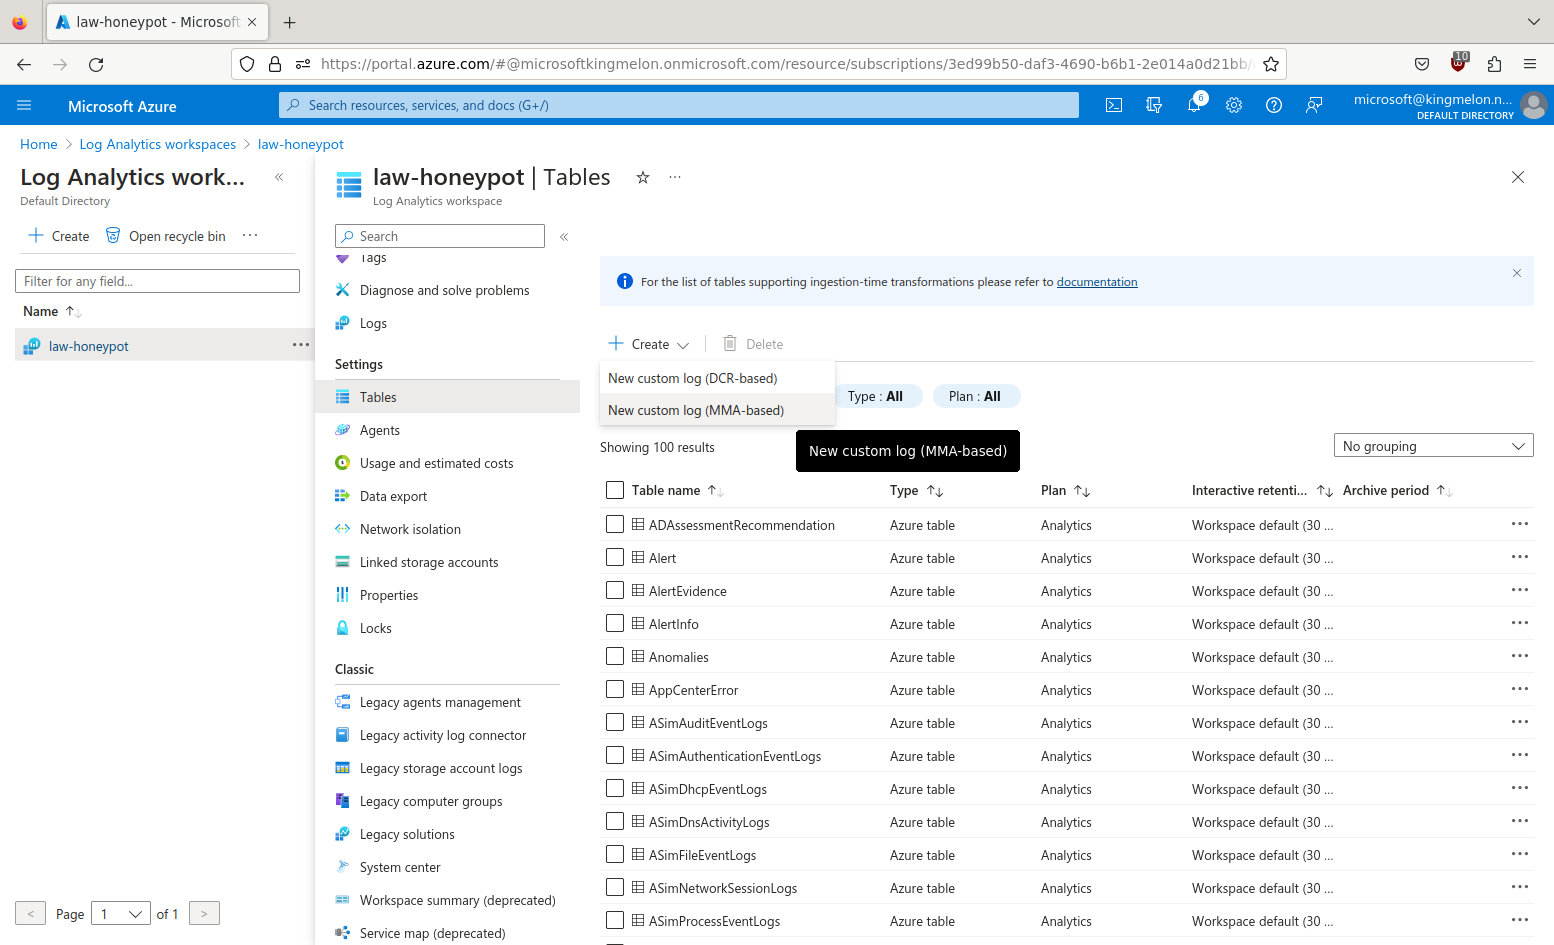 law-honeypot - Microsoft
https://portal.azure.com/#@microsoftkingmelon.onmicrosoft.com/resource/subscriptions/3ed99b50-daf3-4690-b6b1-2e014a0d21bb/
10
Microsoft Azure
Search resources, services, and docs (G+/)
6
microsoft@kingmelon.n...
DEFAULT DIRECTORY
Home > Log Analytics workspaces > law-honeypot
Log Analytics work...
Default Directory
Create
Open recycle bin
Filter for any field...
Name
law-honeypot
< Page 1 of 1 >
law-honeypot | Tables
Log Analytics workspace
Search
Tags
Diagnose and solve problems
Logs
Settings
Tables
Agents
Usage and estimated costs
Data export
Network isolation
Linked storage accounts
Properties
Locks
Classic
Legacy agents management
Legacy activity log connector
Legacy storage account logs
Legacy computer groups
Legacy solutions
System center
Workspace summary (deprecated)
Service map (deprecated)
For the list of tables supporting ingestion-time transformations please refer to documentation
Create
Delete
New custom log (DCR-based)
New custom log (MMA-based)
Type : All
Plan : All
Showing 100 results
New custom log (MMA-based)
No grouping
Table name Type Plan Interactive retenti... Archive period
ADAssessmentRecommendation Azure table Analytics Workspace default (30 ...
Alert Azure table Analytics Workspace default (30 ...
AlertEvidence Azure table Analytics Workspace default (30 ...
AlertInfo Azure table Analytics Workspace default (30 ...
Anomalies Azure table Analytics Workspace default (30 ...
AppCenterError Azure table Analytics Workspace default (30 ...
ASimAuditEventLogs Azure table Analytics Workspace default (30 ...
ASimAuthenticationEventLogs Azure table Analytics Workspace default (30 ...
ASimDhcpEventLogs Azure table Analytics Workspace default (30 ...
ASimDnsActivityLogs Azure table Analytics Workspace default (30 ...
ASimFileEventLogs Azure table Analytics Workspace default (30 ...
ASimNetworkSessionLogs Azure table Analytics Workspace default (30 ...
ASimProcessEventLogs Azure table Analytics Workspace default (30 ...